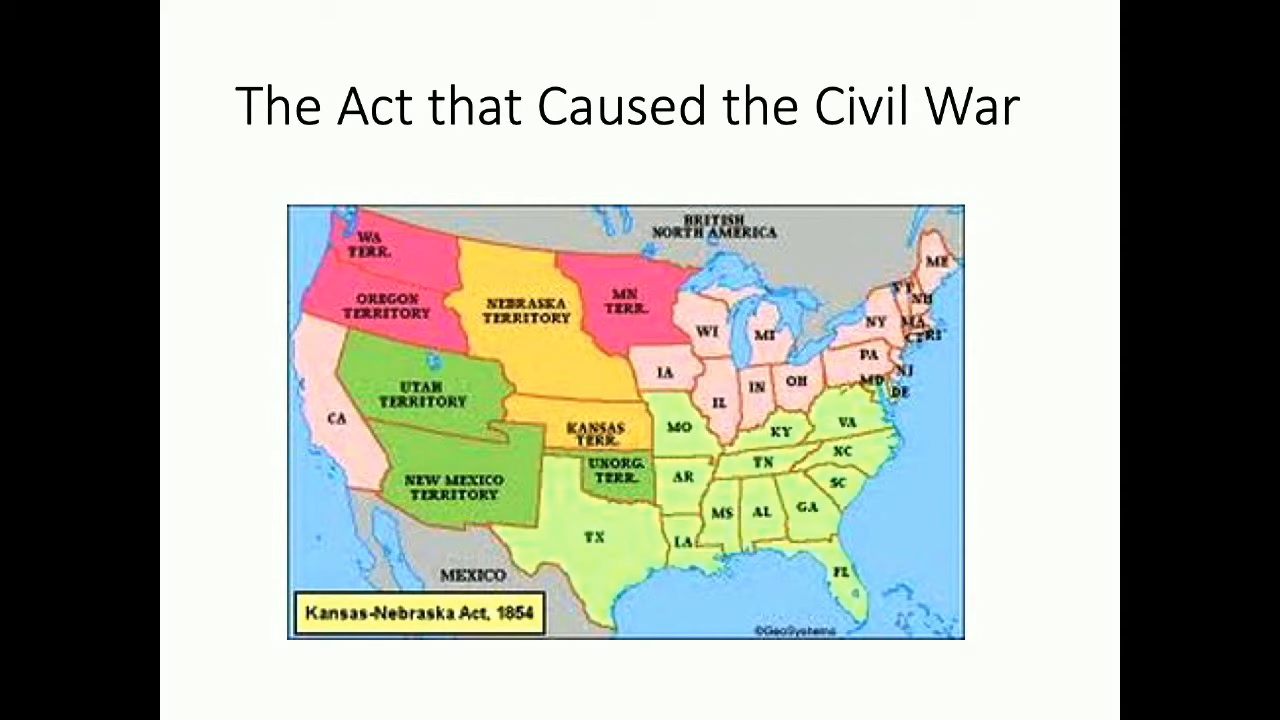 The Act that Caused the Civil War
BRITISH
NORTH AMERICA
WA
TERR.
OREGON
TERRITORY
NEBRASKA
TERRITORY
MN
TERR.
ME
VT
NH
NY
MA
CT
RI
WI
MI
PA
NJ
IA
IL
IN
OH
MD
DE
UTAH
TERRITORY
CA
KANSAS
TERR.
MO
KY
VA
NEW MEXICO
TERRITORY
UNORG.
TERR.
AR
TN
NC
SC
MS
AL
GA
TX
LA
FL
MEXICO
Kansas-Nebraska Act, 1854
©GeoSystems